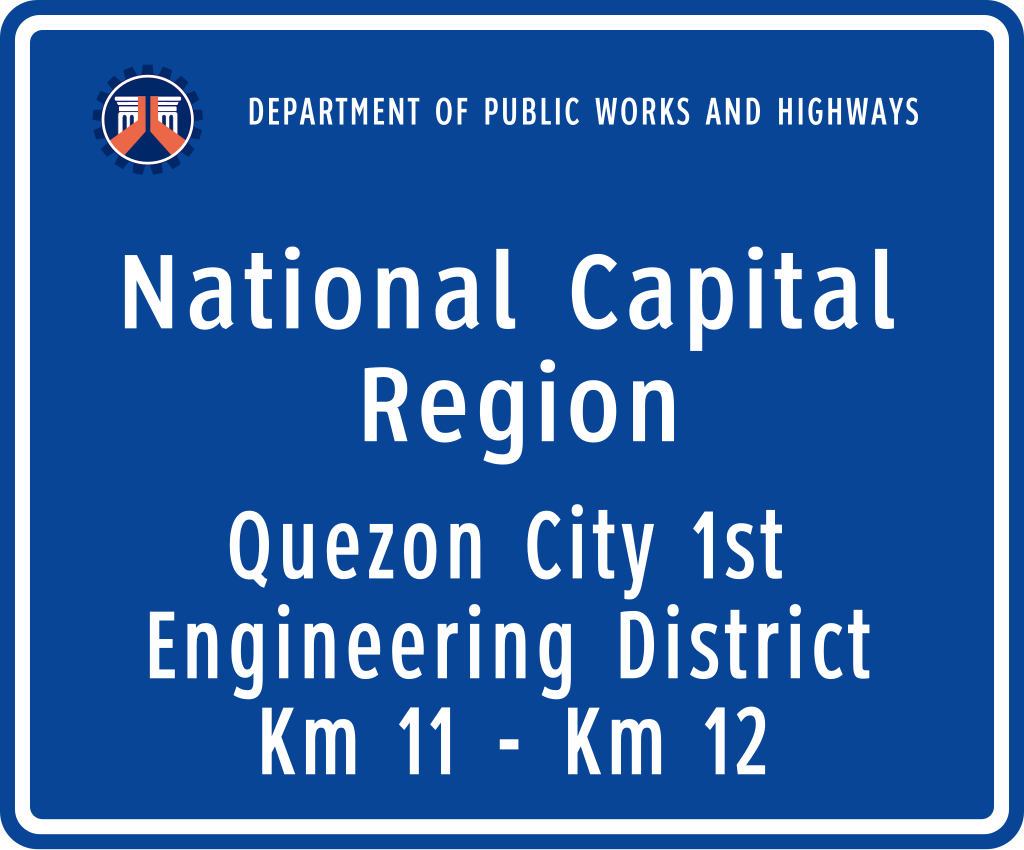 DEPARTMENT OF PUBLIC WORKS AND HIGHWAYS
National Capital
Region
Quezon City 1st
Engineering District
Km 11 - Km 12